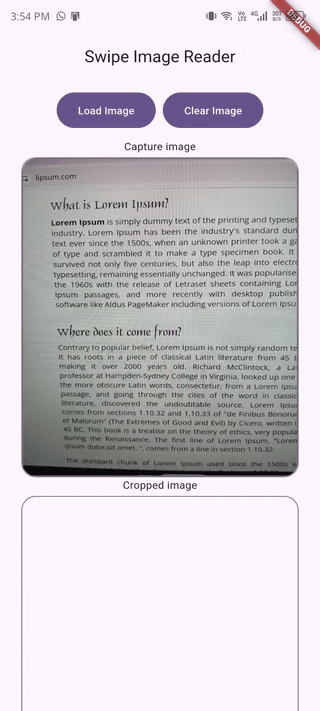 3:54 PM
Vo
LTE
4G
302
B/S
DEBUG
Swipe Image Reader
Load Image
Clear Image
Capture image
lipsum.com
What is Lorem Ipsum?
Lorem Ipsum is simply dummy text of the printing and typeset
industry. Lorem Ipsum has been the industry's standard dun
text ever since the 1500s, when an unknown printer took a ga
of type and scrambled it to make a type specimen book. It
survived not only five centuries, but also the leap into electr
typesetting, remaining essentially unchanged. It was popularise
the 1960s with the release of Letraset sheets containing Lor
Ipsum passages, and more recently with desktop publish
software like Aldus PageMaker including versions of Lorem Ipsu
Where does it come from?
Contrary to popular belief, Lorem Ipsum is not simply random te
It has roots in a piece of classical Latin literature from 45 B
making it over 2000 years old. Richard McClintock, a Lat
professor at Hampden-Sydney College in Virginia, looked up one
the more obscure Latin words, consectetur, from a Lorem Ipsu
passage, and going through the cites of the word in classic
literature, discovered the undoubtable source. Lorem Ipsu
comes from sections 1.10.32 and 1.10.33 of "de Finibus Bonorum
et Malorum" (The Extremes of Good and Evil) by Cicero, written i
45 BC. This book is a treatise on the theory of ethics, very popula
during the Renaissance. The first line of Lorem Ipsum, "Lorem
ipsum dolor sit amet..", comes from a line in section 1.10.32.
The standard chunk of Lorem Ipsum used since the 1500s is
Cropped image